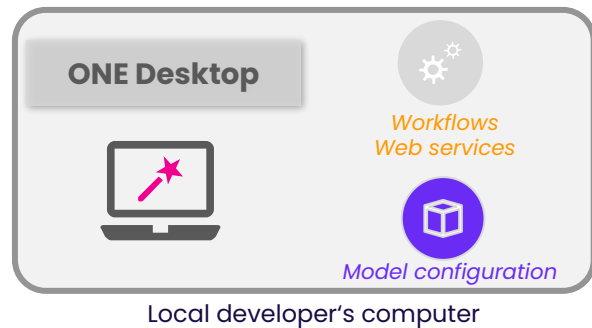 ONE Desktop
Workflows
Web services
Model configuration
Local developer‘s computer